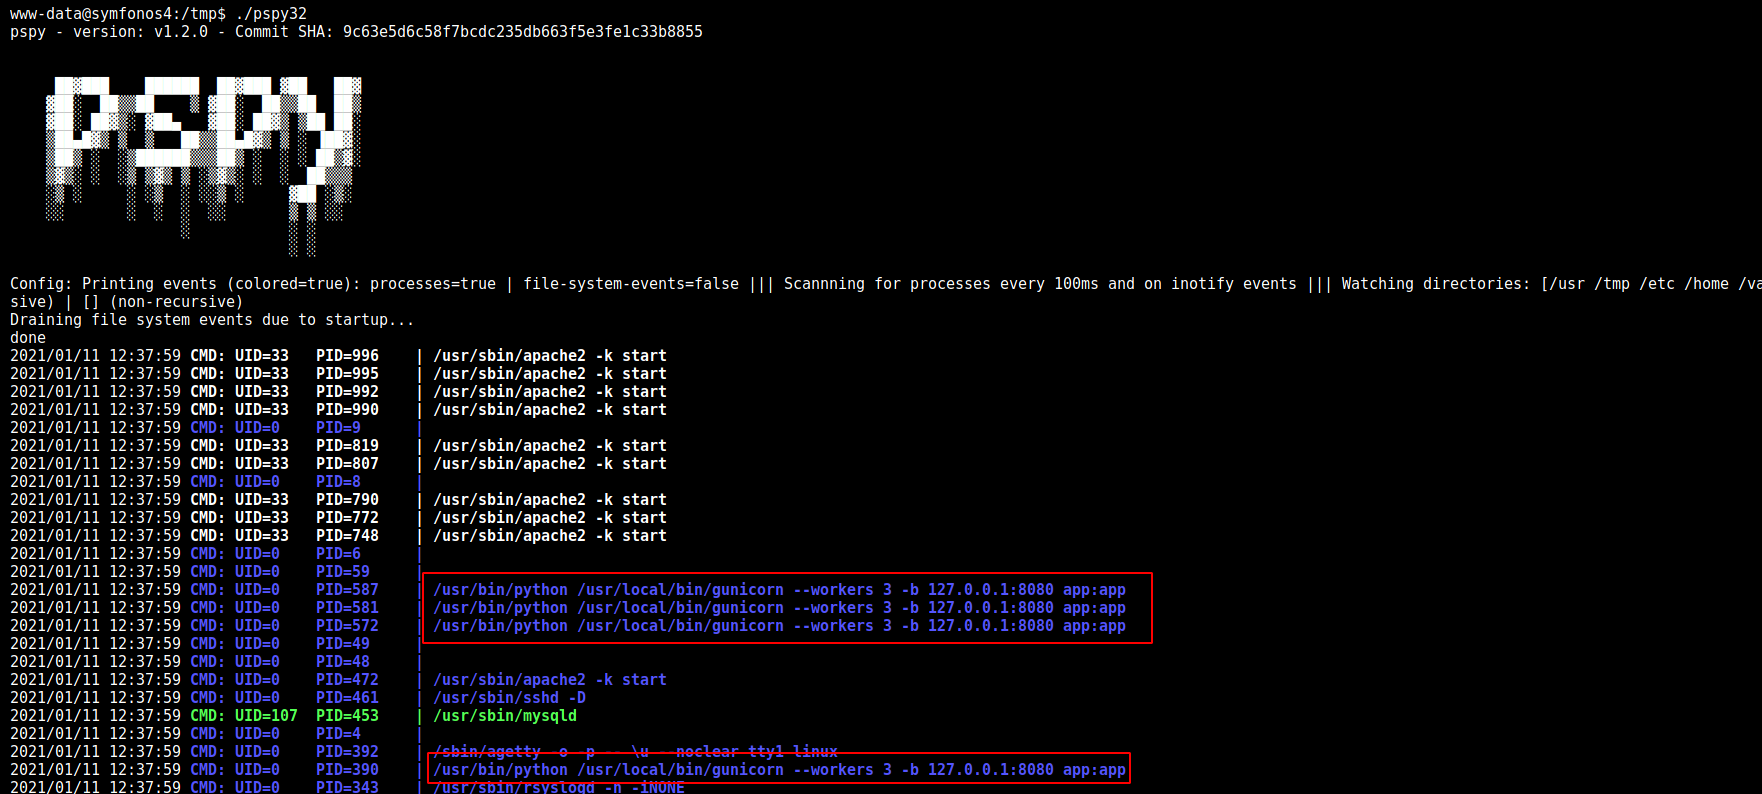 www-data@symfonos4:/tmp$ ./pspy32
pspy - version: v1.2.0 - Commit SHA: 9c63e5d6c58f7bcdc235db663f5e3fe1c33b8855
Config: Printing events (colored=true): processes=true | file-system-events=false ||| Scannning for processes every 100ms and on inotify events ||| Watching directories: [/usr /tmp /etc /home /va
sive) | [] (non-recursive)
Draining file system events due to startup...
done
2021/01/11 12:37:59 CMD: UID=33   PID=996    | /usr/sbin/apache2 -k start
2021/01/11 12:37:59 CMD: UID=33   PID=995    | /usr/sbin/apache2 -k start
2021/01/11 12:37:59 CMD: UID=33   PID=992    | /usr/sbin/apache2 -k start
2021/01/11 12:37:59 CMD: UID=33   PID=990    | /usr/sbin/apache2 -k start
2021/01/11 12:37:59 CMD: UID=0    PID=9      |
2021/01/11 12:37:59 CMD: UID=33   PID=819    | /usr/sbin/apache2 -k start
2021/01/11 12:37:59 CMD: UID=33   PID=807    | /usr/sbin/apache2 -k start
2021/01/11 12:37:59 CMD: UID=0    PID=8      |
2021/01/11 12:37:59 CMD: UID=33   PID=790    | /usr/sbin/apache2 -k start
2021/01/11 12:37:59 CMD: UID=33   PID=772    | /usr/sbin/apache2 -k start
2021/01/11 12:37:59 CMD: UID=33   PID=748    | /usr/sbin/apache2 -k start
2021/01/11 12:37:59 CMD: UID=0    PID=6      |
2021/01/11 12:37:59 CMD: UID=0    PID=59     |
2021/01/11 12:37:59 CMD: UID=0    PID=587    | /usr/bin/python /usr/local/bin/gunicorn --workers 3 -b 127.0.0.1:8080 app:app
2021/01/11 12:37:59 CMD: UID=0    PID=581    | /usr/bin/python /usr/local/bin/gunicorn --workers 3 -b 127.0.0.1:8080 app:app
2021/01/11 12:37:59 CMD: UID=0    PID=572    | /usr/bin/python /usr/local/bin/gunicorn --workers 3 -b 127.0.0.1:8080 app:app
2021/01/11 12:37:59 CMD: UID=0    PID=49     |
2021/01/11 12:37:59 CMD: UID=0    PID=48     |
2021/01/11 12:37:59 CMD: UID=0    PID=472    | /usr/sbin/apache2 -k start
2021/01/11 12:37:59 CMD: UID=0    PID=461    | /usr/sbin/sshd -D
2021/01/11 12:37:59 CMD: UID=107  PID=453    | /usr/sbin/mysqld
2021/01/11 12:37:59 CMD: UID=0    PID=4      |
2021/01/11 12:37:59 CMD: UID=0    PID=392    | /sbin/agetty -o -p -- \u --noclear tty1 linux
2021/01/11 12:37:59 CMD: UID=0    PID=390    | /usr/bin/python /usr/local/bin/gunicorn --workers 3 -b 127.0.0.1:8080 app:app
2021/01/11 12:37:59 CMD: UID=0    PID=343    | /usr/sbin/rsyslogd -n -iNONE